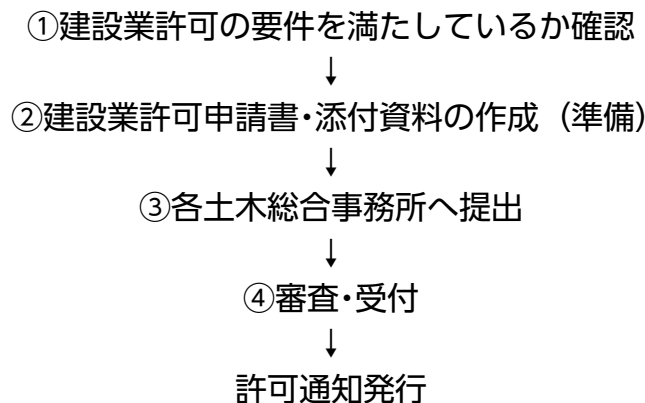 ①建設業許可の要件を満たしているか確認
↓
②建設業許可申請書・添付資料の作成（準備）
↓
③各土木総合事務所へ提出
↓
④審査・受付
↓
許可通知発行